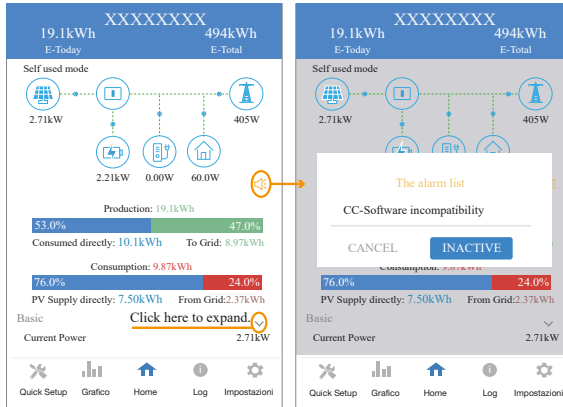 XXXXXXXX
19.1kWh 494kWh
E-Today E-Total
Self used mode
2.71kW 405W
2.21kW 0.00W 60.0W
Production: 19.1kWh
53.0% 47.0%
Consumed directly: 10.1kWh To Grid: 8.97kWh
Consumption: 9.87kWh
76.0% 24.0%
PV Supply directly: 7.50kWh From Grid:2.37kWh
Basic Click here to expand.
Current Power 2.71kW
Quick Setup Grafico Home Log Impostazioni
XXXXXXXX
19.1kWh 494kWh
E-Today E-Total
Self used mode
2.71kW 405W
The alarm list
CC-Software incompatibility
CANCEL INACTIVE
Consumption: 9.87kWh
76.0% 24.0%
PV Supply directly: 7.50kWh From Grid:2.37kWh
Basic
Current Power 2.71kW
Quick Setup Grafico Home Log Impostazioni